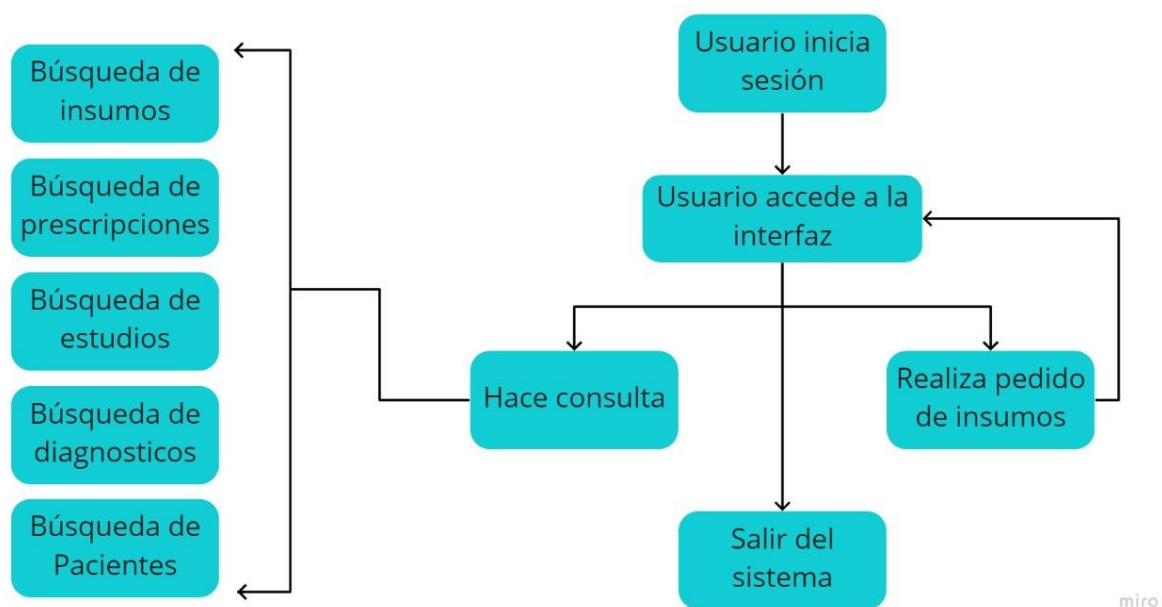 Usuario inicia
sesión
Usuario accede a la
interfaz
Hace consulta
Realiza pedido
de insumos
Salir del
sistema
Búsqueda de
insumos
Búsqueda de
prescripciones
Búsqueda de
estudios
Búsqueda de
diagnosticos
Búsqueda de
Pacientes
miro